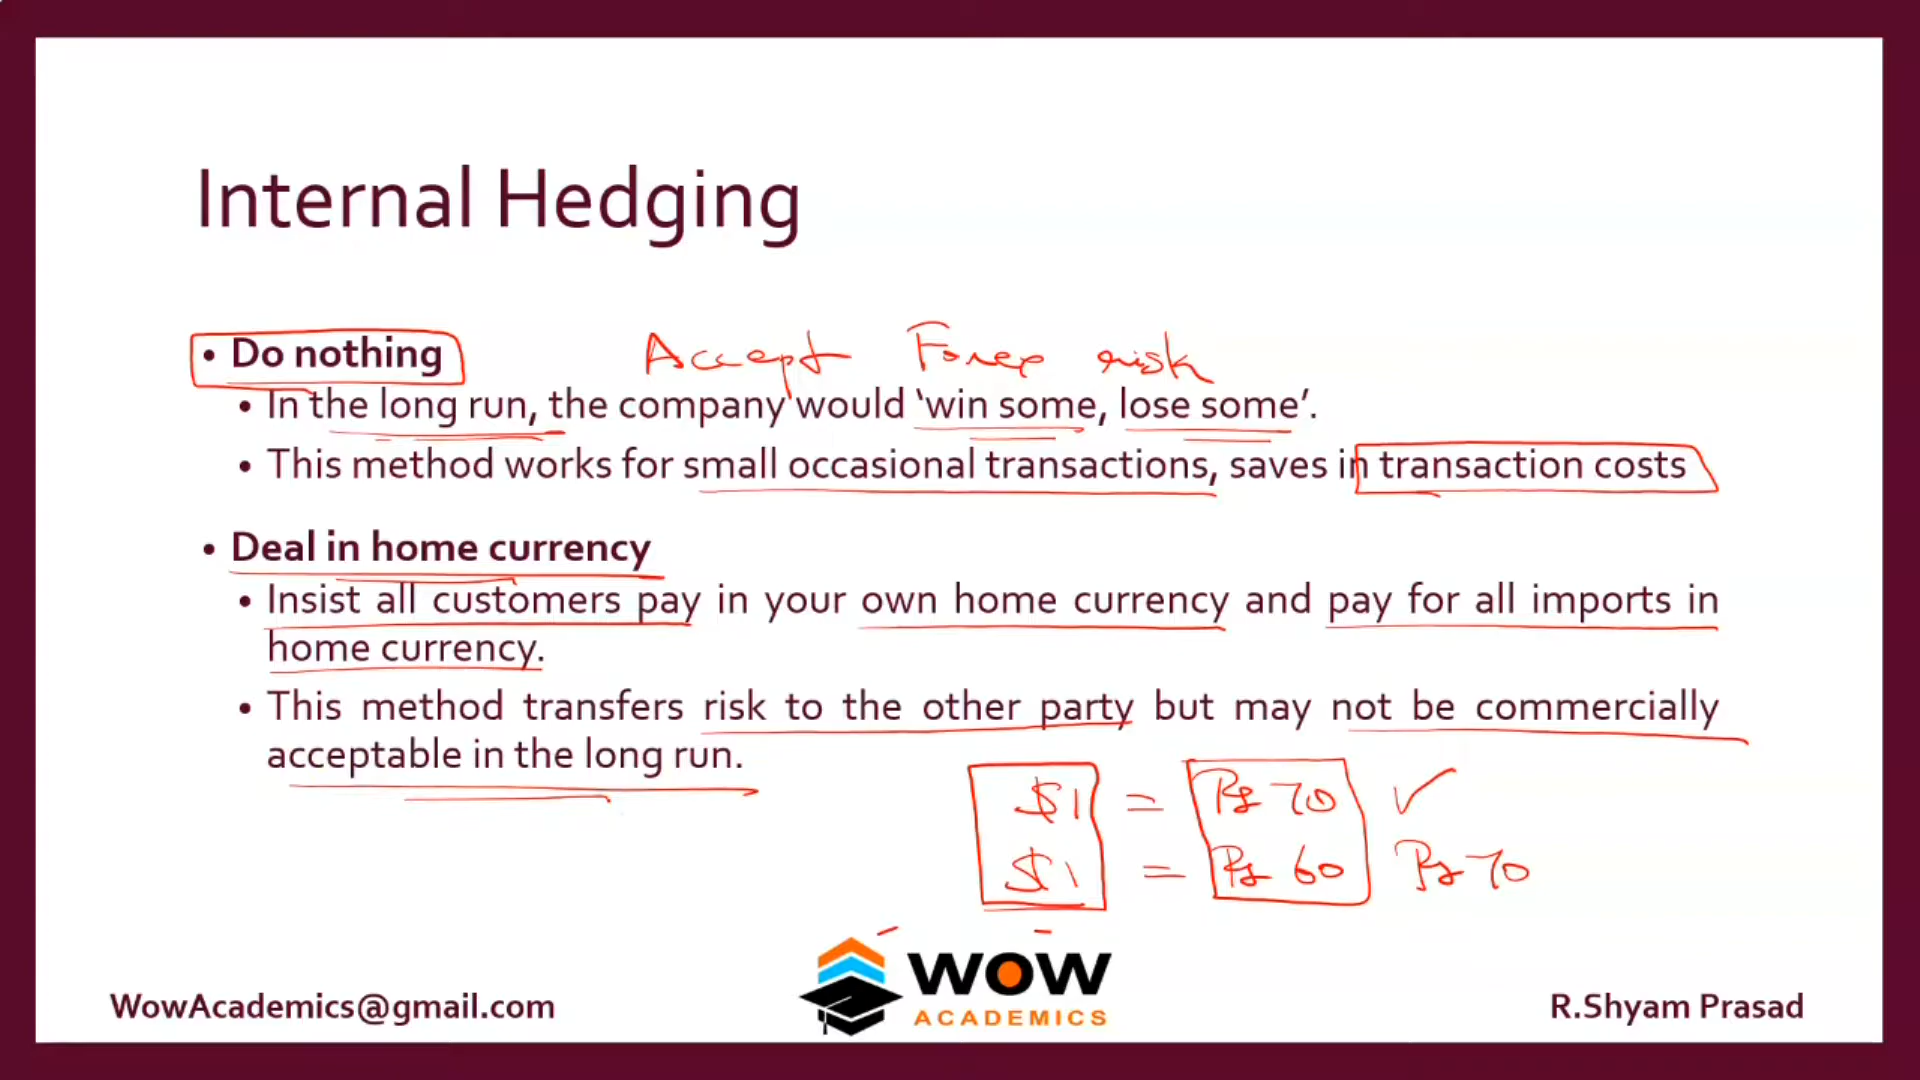 Internal Hedging
• Do nothing
Accept Forex risk
• In the long run, the company would ‘win some, lose some’.
• This method works for small occasional transactions, saves in transaction costs
• Deal in home currency
• Insist all customers pay in your own home currency and pay for all imports in
home currency.
• This method transfers risk to the other party but may not be commercially
acceptable in the long run.
$1 = Rs 70 ✓
$1 = Rs 60 Rs 70
WOW
ACADEMICS
WowAcademics@gmail.com
R.Shyam Prasad